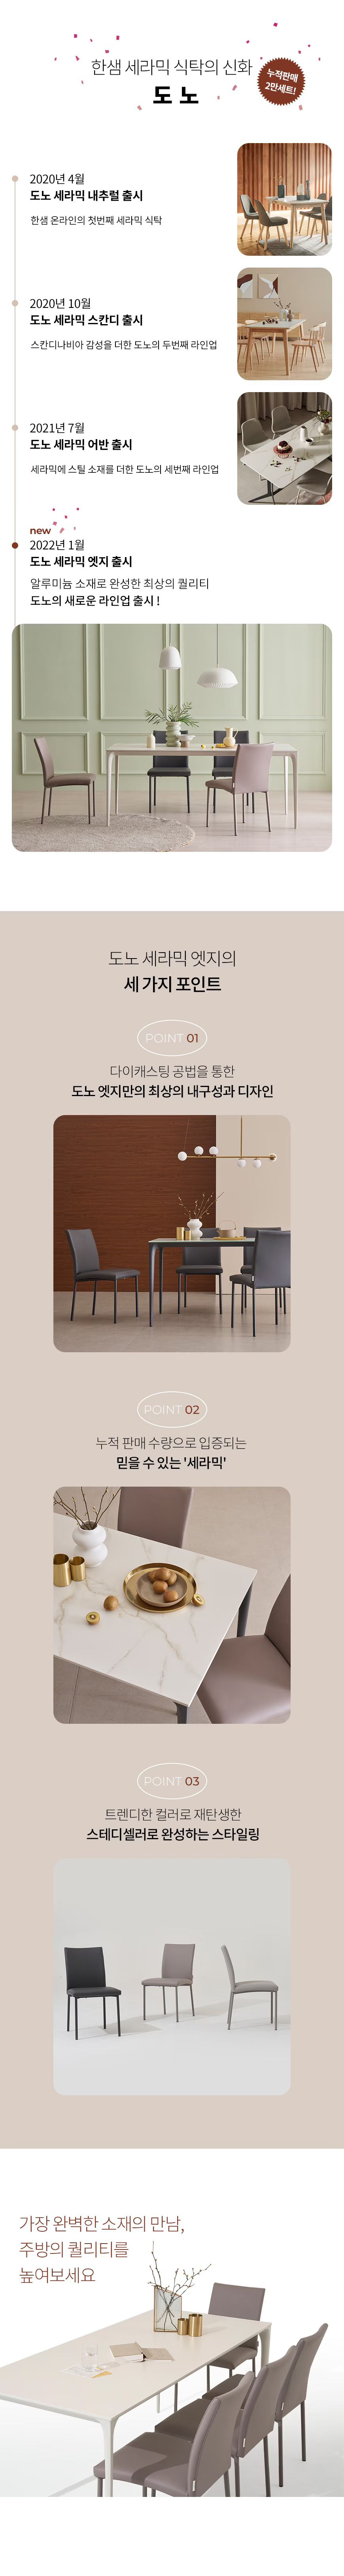 한샘 세라믹 식탁의 신화
도 노
누적판매
2만세트!
2020년 4월
도노 세라믹 내추럴 출시
한샘 온라인의 첫번째 세라믹 식탁
2020년 10월
도노 세라믹 스칸디 출시
스칸디나비아 감성을 더한 도노의 두번째 라인업
2021년 7월
도노 세라믹 어반 출시
세라믹에 스틸 소재를 더한 도노의 세번째 라인업
new
2022년 1월
도노 세라믹 엣지 출시
알루미늄 소재로 완성한 최상의 퀄리티
도노의 새로운 라인업 출시 !
도노 세라믹 엣지의
세 가지 포인트
POINT 01
다이캐스팅 공법을 통한
도노 엣지만의 최상의 내구성과 디자인
POINT 02
누적 판매 수량으로 입증되는
믿을 수 있는 '세라믹'
POINT 03
트렌디한 컬러로 재탄생한
스테디셀러로 완성하는 스타일링
가장 완벽한 소재의 만남,
주방의 퀄리티를
높여보세요